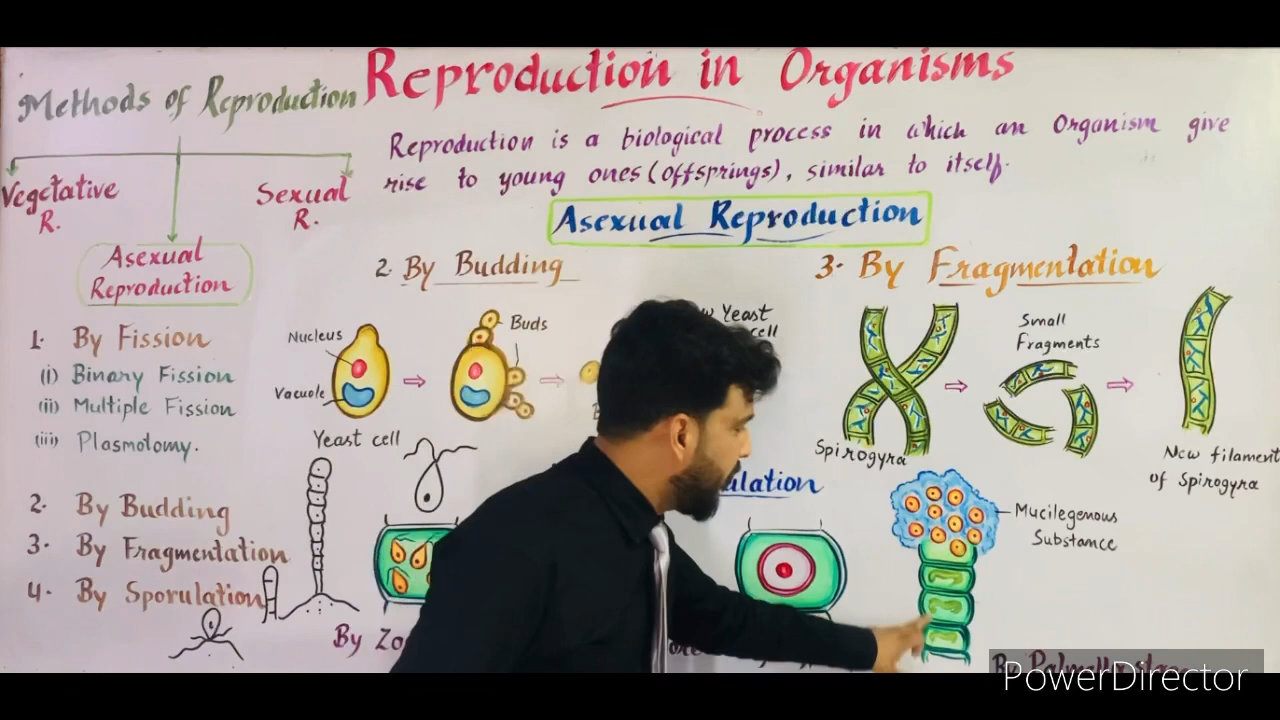 Reproduction in Organisms
Methods of Reproduction
Reproduction is a biological process in which an Organism give
rise to young ones (offsprings), similar to itself.
Vegetative
R.
Sexual
R.
Asexual
Reproduction
Asexual Reproduction
1. By Fission
(i) Binary Fission
(ii) Multiple Fission
(iii) Plasmotomy.
2. By Budding
3. By Fragmentation
4. By Sporulation
2. By Budding
Nucleus
Vacuole
Buds
Yeast
Yeast cell
3. By Fragmentation
Small
Fragments
Spirogyra
New filament
of Spirogyra
Mucilegenous
Substance
By
By Palmella
PowerDirector